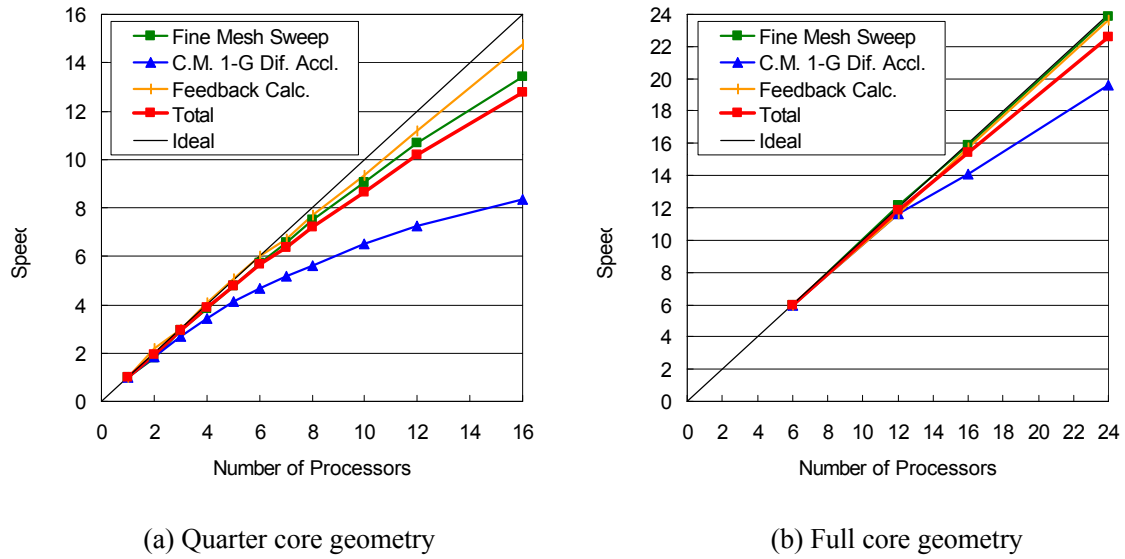 16
14
12
10
8
6
4
2
0
Fine Mesh Sweep
C.M. 1-G Dif. Accl.
Feedback Calc.
Total
Ideal
0 2 4 6 8 10 12 14 16
Number of Processors
(a) Quarter core geometry
24
22
20
18
16
14
12
10
8
6
4
2
0
Fine Mesh Sweep
C.M. 1-G Dif. Accl.
Feedback Calc.
Total
Ideal
0 2 4 6 8 10 12 14 16 18 20 22 24
Number of Processors
(b) Full core geometry